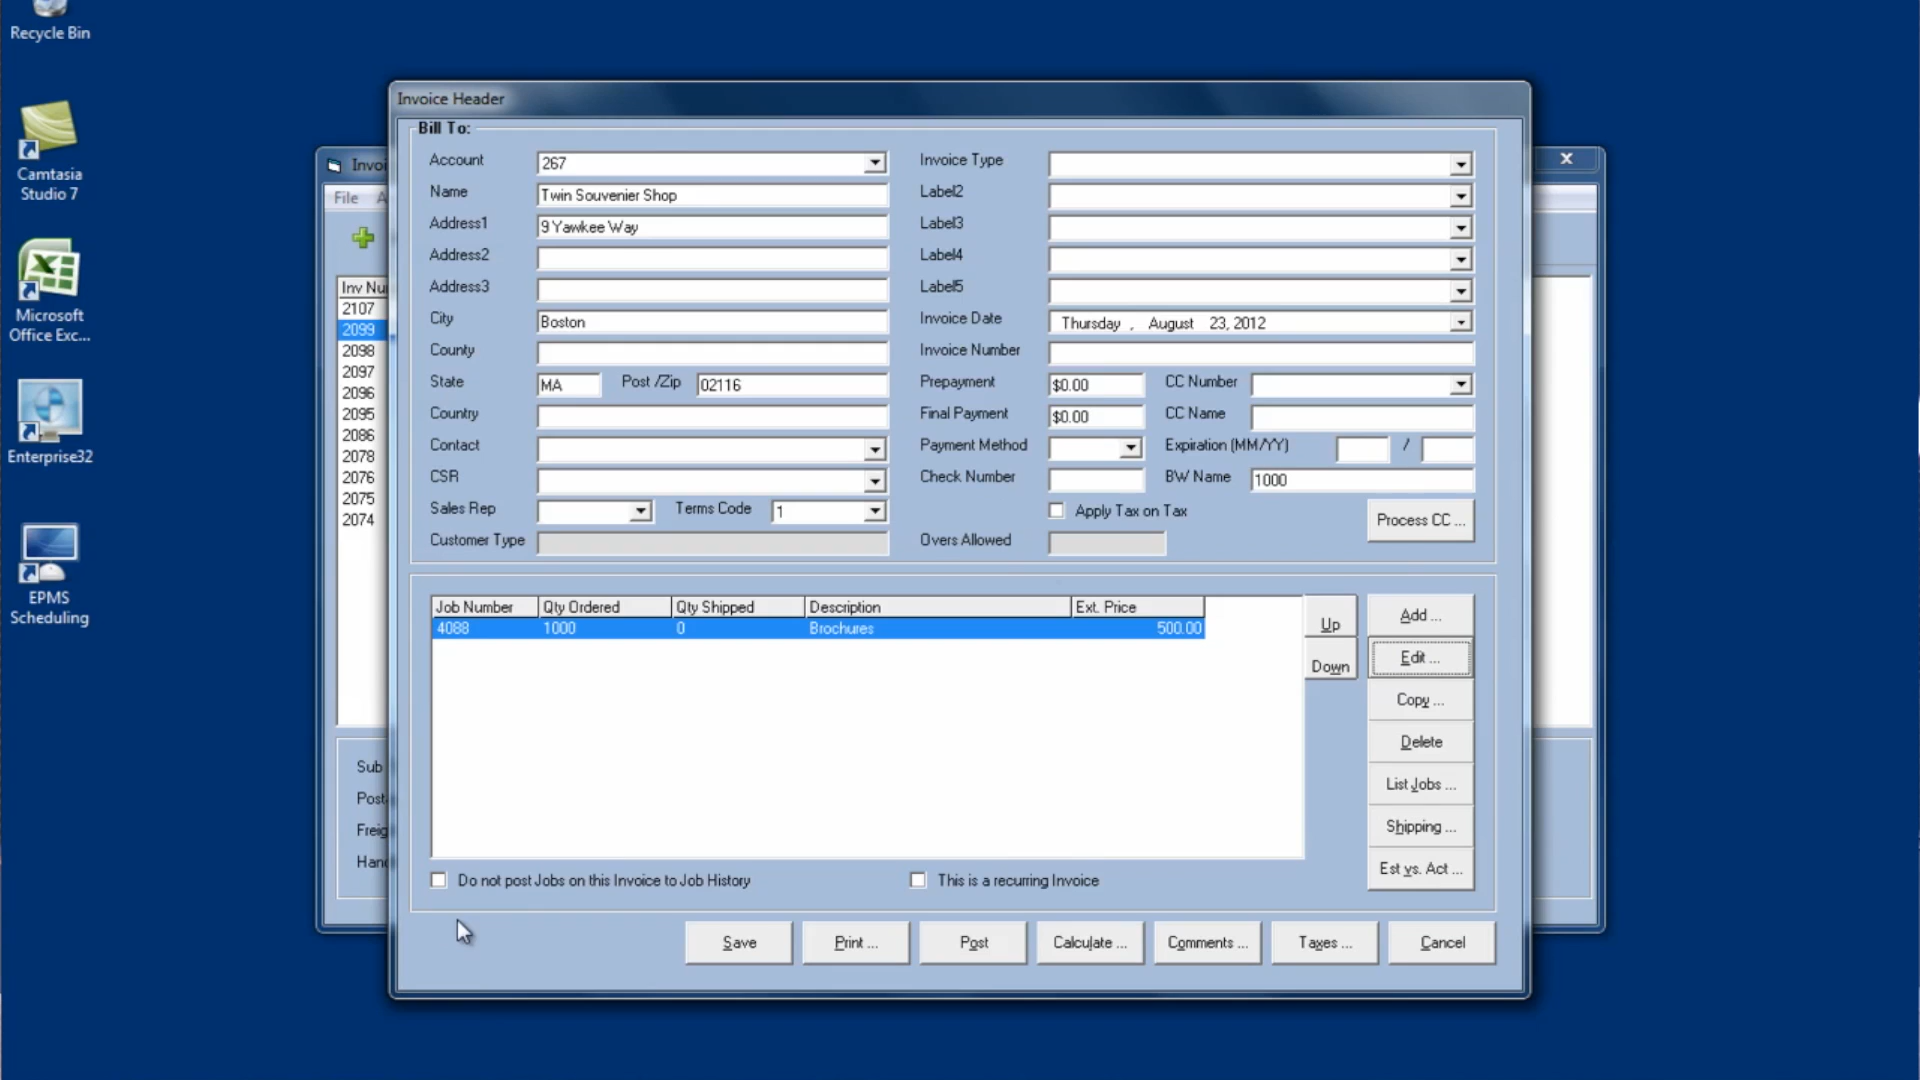 Recycle Bin
Camtasia
Studio 7
Microsoft
Office Exc...
Enterprise32
EPMS
Scheduling
File
Inv Nu
2107
2099
2098
2097
2096
2095
2086
2078
2076
2075
2074
Sub
Post
Freig
Invoice Header
Bill To:
Account 267 Invoice Type
Name Twin Souvenier Shop Label2
Address1 9 Yawkee Way Label3
Address2 Label4
Address3 Label5
City Boston Invoice Date Thursday , August 23, 2012
County Invoice Number
State MA Post /Zip 02116 Prepayment $0.00 CC Number
Country Final Payment $0.00 CC Name
Contact Payment Method Expiration (MM/YY) /
CSR Check Number BW Name 1000
Sales Rep Terms Code 1 Apply Tax on Tax Process CC ...
Customer Type Overs Allowed
Job Number Qty Ordered Qty Shipped Description Ext. Price
4088 1000 0 Brochures 500.00
Up
Down
Add ...
Edit ...
Copy ...
Delete
List Jobs ...
Shipping ...
Est vs. Act ...
Do not post Jobs on this Invoice to Job History This is a recurring Invoice
Save Print ... Post Calculate ... Comments ... Taxes ... Cancel